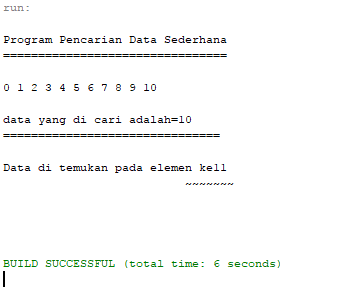 run:
Program Pencarian Data Sederhana
================================
0 1 2 3 4 5 6 7 8 9 10
data yang di cari adalah=10
===============================
Data di temukan pada elemen ke11
~~~~~~~
BUILD SUCCESSFUL (total time: 6 seconds)